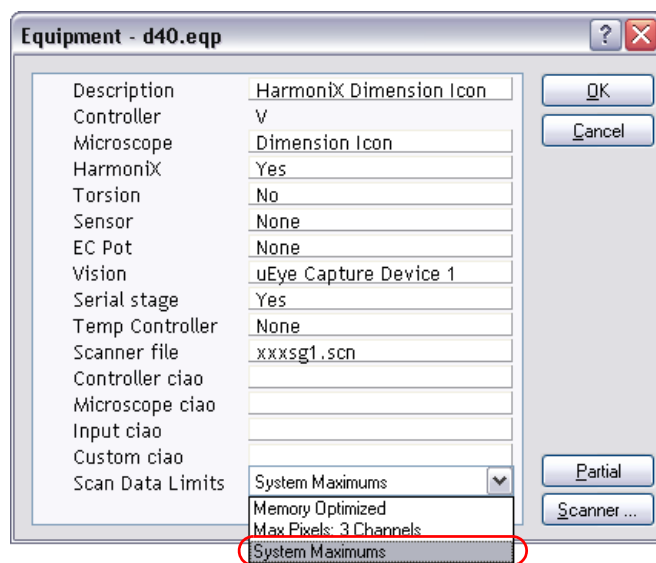 Equipment - d40.eqp
Description HarmoniX Dimension Icon
OK
Controller V
Cancel
Microscope Dimension Icon
HarmoniX Yes
Torsion No
Sensor None
EC Pot None
Vision uEye Capture Device 1
Serial stage Yes
Temp Controller None
Scanner file xxxsg1.scn
Controller ciao
Microscope ciao
Input ciao
Custom ciao
Partial
Scan Data Limits System Maximums
Memory Optimized
Scanner ...
Max Pixels: 3 Channels
System Maximums